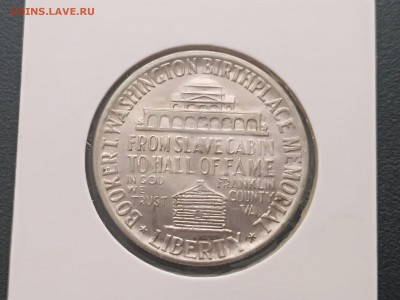 COINS.LAVE.RU
BOOKER T. WASHINGTON BIRTHPLACE MEMORIAL
FROM SLAVE CABIN
TO HALL OF FAME
IN GOD
WE
TRUST
FRANKLIN
COUNTY
VA.
LIBERTY